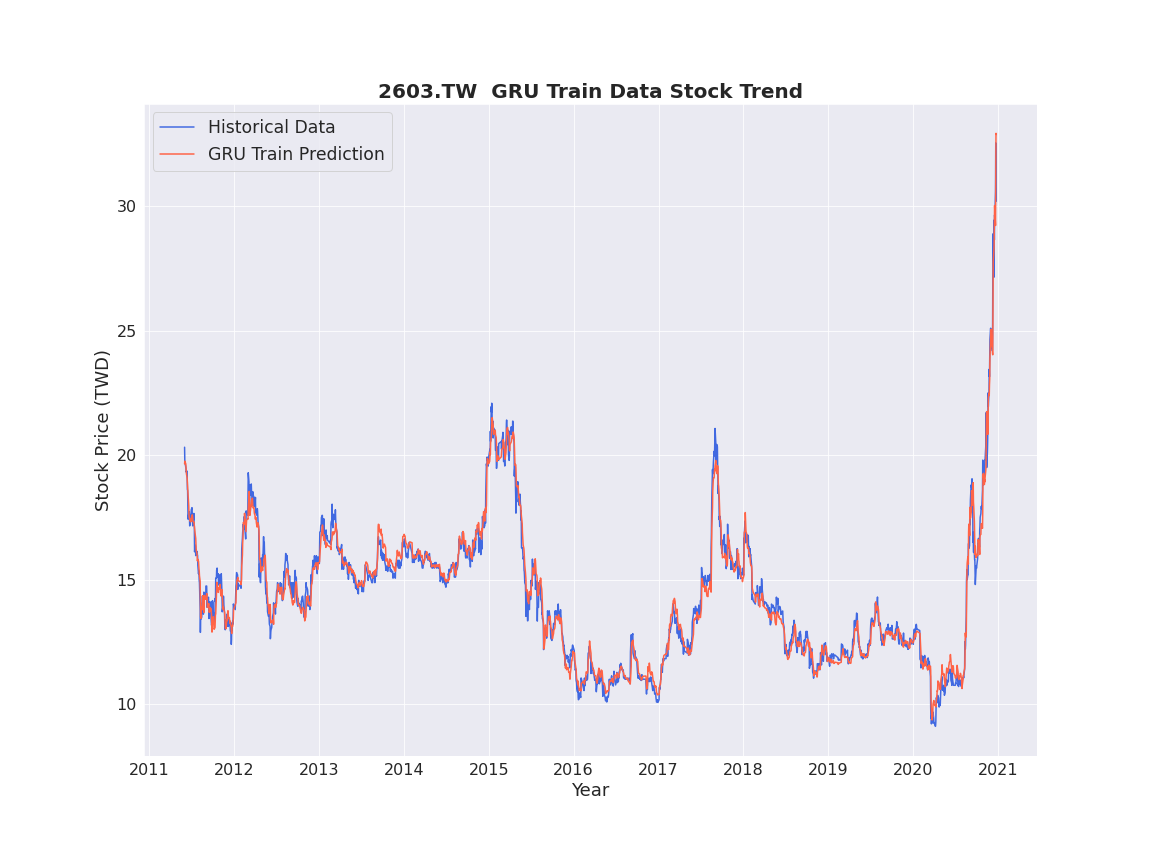 2603.TW  GRU Train Data Stock Trend
Historical Data
GRU Train Prediction
30
25
20
15
10
Stock Price (TWD)
2011 2012 2013 2014 2015 2016 2017 2018 2019 2020 2021
Year